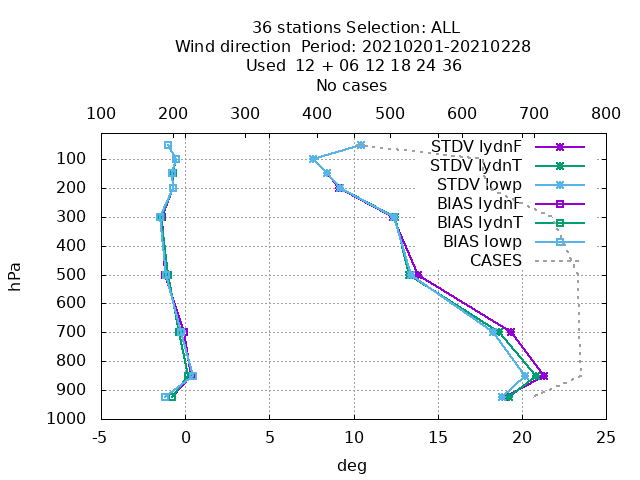 36 stations Selection: ALL
Wind direction  Period: 20210201-20210228
Used  12 + 06 12 18 24 36
No cases
100 200 300 400 500 600 700 800
STDV lydnF
100
STDV lydnT
STDV lowp
200
BIAS lydnF
300
BIAS lydnT
400
BIAS lowp
CASES
500
600
700
800
900
1000
hPa
-5 0 5 10 15 20 25
deg